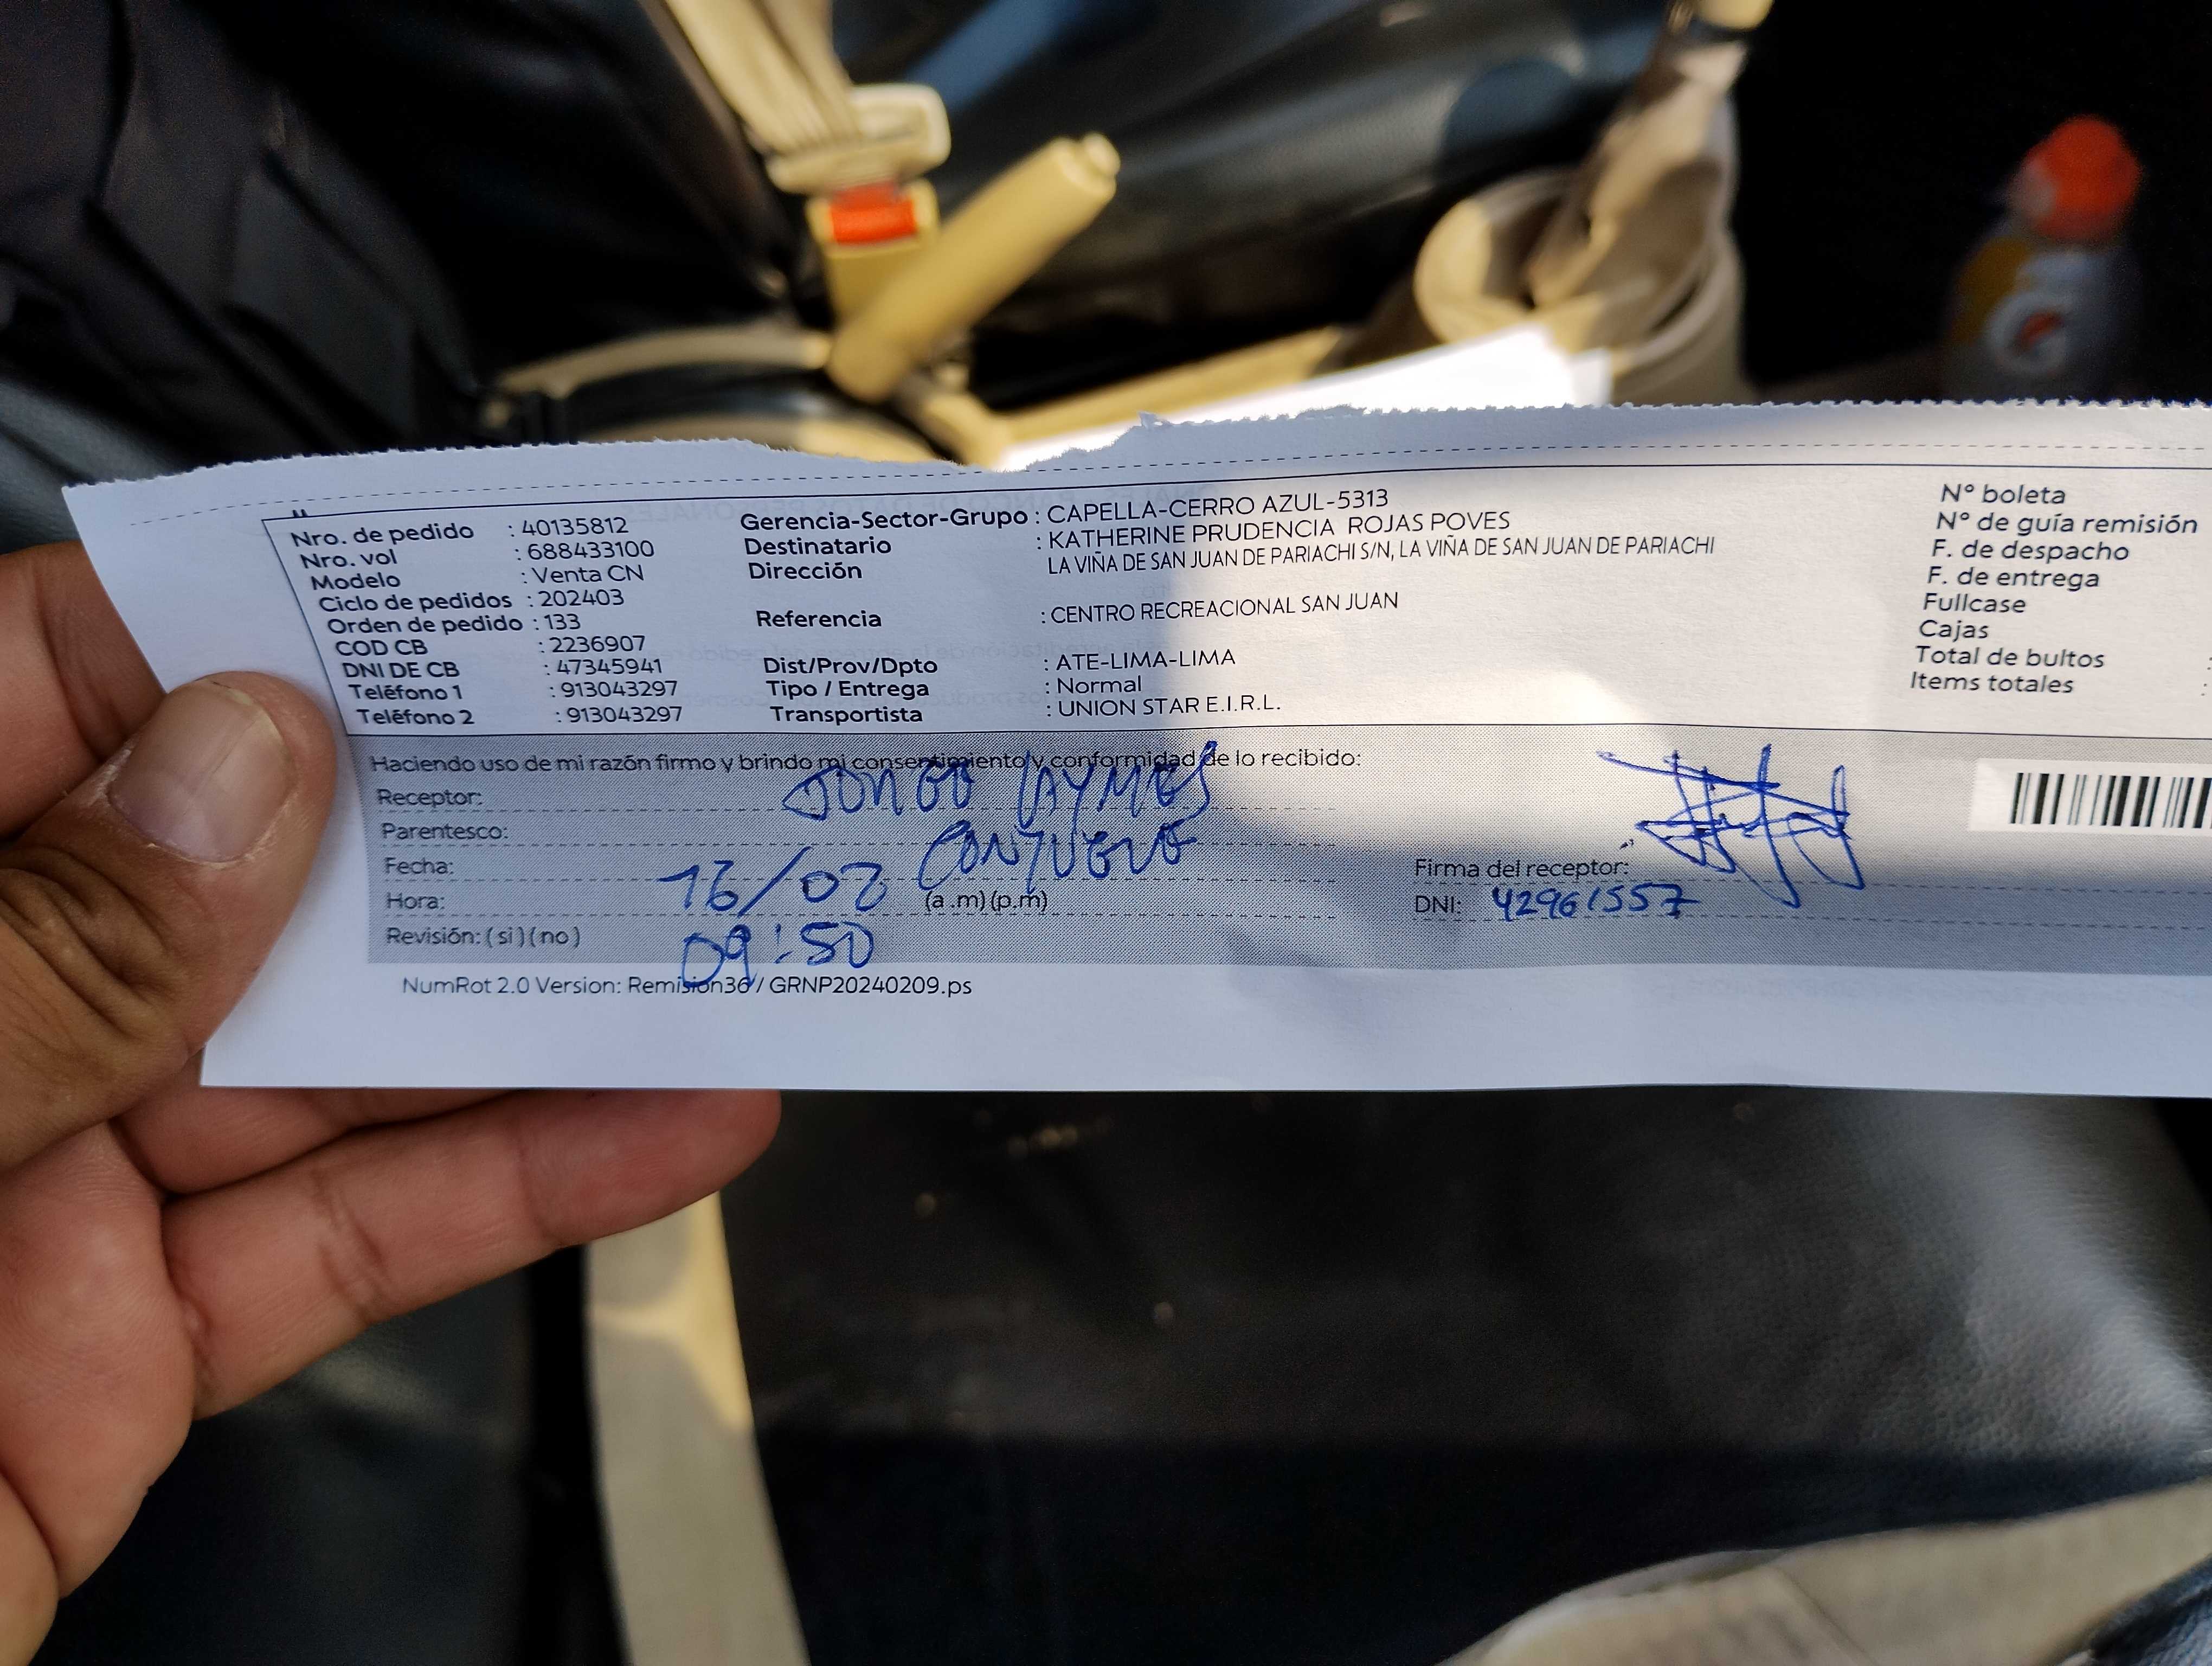 Nro. de pedido : 40135812
Nro. vol : 688433100
Modelo : Venta CN
Ciclo de pedidos : 202403
Orden de pedido : 133
COD CB : 2236907
DNI DE CB : 47345941
Teléfono 1 : 913043297
Teléfono 2 : 913043297
Gerencia-Sector-Grupo : CAPELLA-CERRO AZUL-5313
Destinatario : KATHERINE PRUDENCIA ROJAS POVES
Dirección LA VIÑA DE SAN JUAN DE PARIACHI S/N, LA VIÑA DE SAN JUAN DE PARIACHI
Referencia : CENTRO RECREACIONAL SAN JUAN
Dist/Prov/Dpto : ATE-LIMA-LIMA
Tipo / Entrega : Normal
Transportista : UNION STAR E.I.R.L.
N° boleta
N° de guía remisión
F. de despacho
F. de entrega
Fullcase
Cajas
Total de bultos :
Items totales :
Haciendo uso de mi razón firmo y brindo mi consentimiento y conformidad de lo recibido:
Receptor:
Parentesco: CONYUGUE
Fecha: 16/02
Hora: 09:50 (a.m)(p.m)
Revisión: (si)(no)
Firma del receptor:
DNI: 42961557
NumRot 2.0 Version: Remision36 / GRNP20240209.ps
G